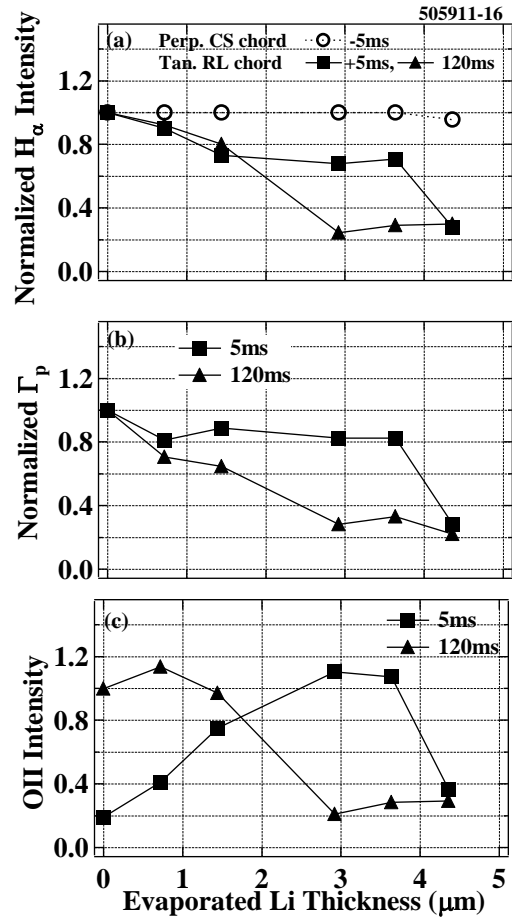 505911-16
(a) Perp. CS chord -5ms
Tan. RL chord +5ms, 120ms
1.2
0.8
0.4
0.0
Normalized Hα Intensity
(b)
5ms
120ms
1.2
0.8
0.4
0.0
Normalized Γp
(c)
5ms
120ms
1.2
0.8
0.4
0.0
OII Intensity
0 1 2 3 4 5
Evaporated Li Thickness (μm)